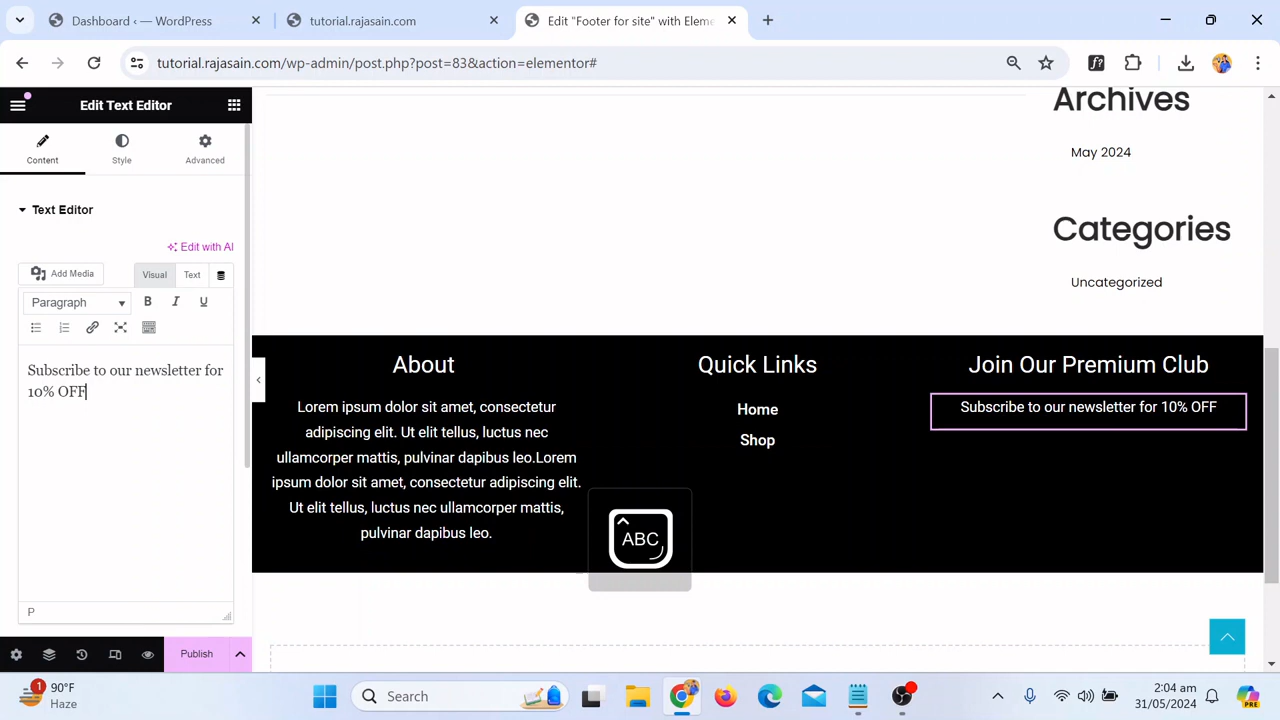 Dashboard ‹ — WordPress
tutorial.rajasain.com
Edit "Footer for site" with Eleme
tutorial.rajasain.com/wp-admin/post.php?post=83&action=elementor#
Edit Text Editor
Content
Style
Advanced
Text Editor
Edit with AI
Add Media
Visual
Text
Paragraph
B
I
U
Subscribe to our newsletter for
10% OFF
P
Publish
Archives
May 2024
Categories
Uncategorized
About
Lorem ipsum dolor sit amet, consectetur
adipiscing elit. Ut elit tellus, luctus nec
ullamcorper mattis, pulvinar dapibus leo.Lorem
ipsum dolor sit amet, consectetur adipiscing elit.
Ut elit tellus, luctus nec ullamcorper mattis,
pulvinar dapibus leo.
Quick Links
Home
Shop
Join Our Premium Club
Subscribe to our newsletter for 10% OFF
ABC
1
90°F
Haze
Search
2:04 am
31/05/2024
PRE